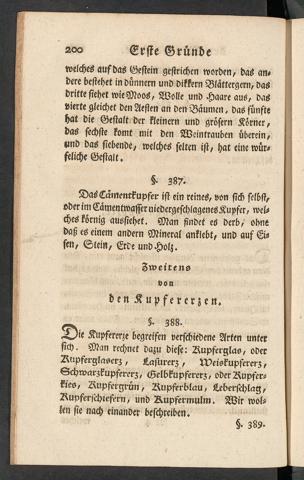 200 Erste Gründe
welches auf das Gestein gestrichen worden, das an-
dere bestehet in dünnern und dikkern Blättergern, das
dritte siehet wie Moos, Wolle und Haare aus, das
vierte gleichet den Aesten an den Bäumen, das fünfte
hat die Gestalt der kleinern und grösern Körner,
das sechste komt mit den Weintrauben überein,
und das siebende, welches selten ist, hat eine wür-
feliche Gestalt.
§. 387.
Das Cämentkupfer ist ein reines, von sich selbst,
oder im Cämentwasser niedergeschlagenes Kupfer, wel-
ches körnig aussiehet. Man findet es derb, ohne
daß es einem andern Mineral anklebt, und auf Ei-
sen, Stein, Erde und Holz.
Zweitens
von
den Kupfererzen.
§. 388.
Die Kupfererze begreifen verschiedene Arten unter
sich. Man rechnet dazu diese: Kupferglas, oder
Kupferglaserz, Lasurerz, Weiskupfererz,
Schwarzkupfererz, Gelbkupfererz, oder Kupfer-
kies, Kupfergrün, Kupferblau, Leberschlag,
Kupferschiefern, und Kupfermulm. Wir wol-
len sie nach einander beschreiben.
§. 389.